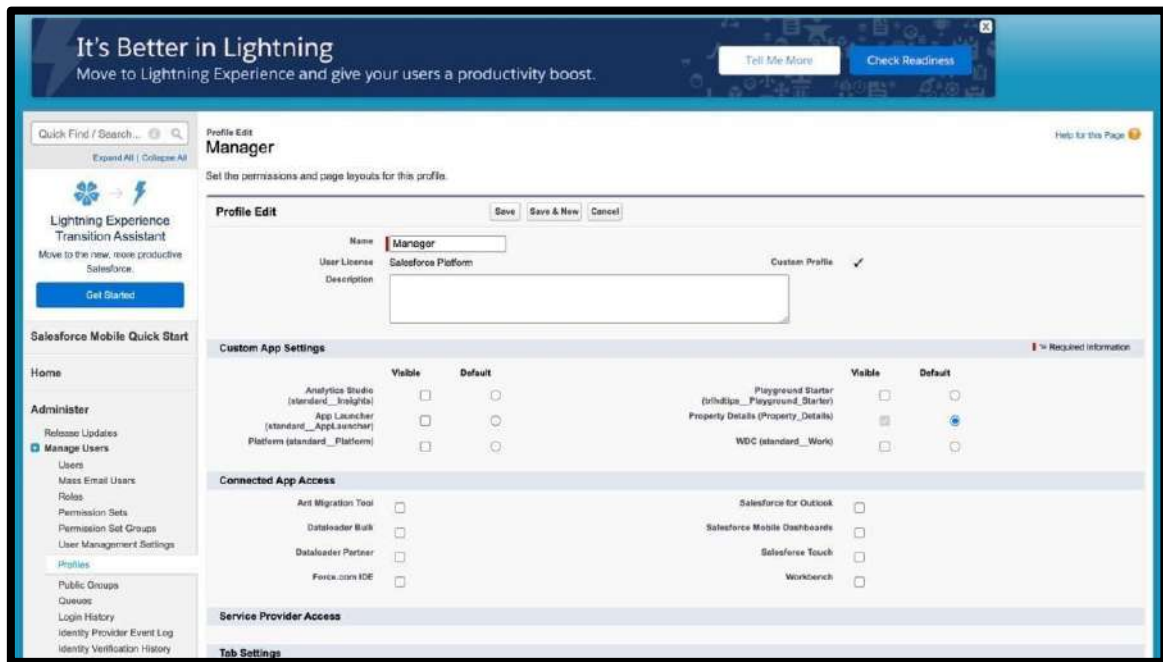 It's Better in Lightning
Move to Lightning Experience and give your users a productivity boost.
Tell Me More
Check Readiness
x
Quick Find / Search...
Expand All | Collapse All
Lightning Experience
Transition Assistant
Move to the new, more productive
Salesforce.
Get Started
Salesforce Mobile Quick Start
Home
Administer
Release Updates
Manage Users
Users
Mass Email Users
Roles
Permission Sets
Permission Set Groups
User Management Settings
Profiles
Public Groups
Queues
Login History
Identity Provider Event Log
Identity Verification History
Profile Edit
Manager
Help for this Page
Set the permissions and page layouts for this profile.
Profile Edit
Save Save & New Cancel
Name Manager
User License Salesforce Platform Custom Profile ✓
Description
Custom App Settings = Required Information
Visible Default Visible Default
Analytics Studio
(standard__Insights)
App Launcher
(standard__AppLauncher)
Platform (standard__Platform)
Playground Starter
(trlhdtips__Playground_Starter)
Property Details (Property_Details)
WDC (standard__Work)
Connected App Access
Ant Migration Tool Salesforce for Outlook
Dataloader Bulk Salesforce Mobile Dashboards
Dataloader Partner Salesforce Touch
Force.com IDE Workbench
Service Provider Access
Tab Settings